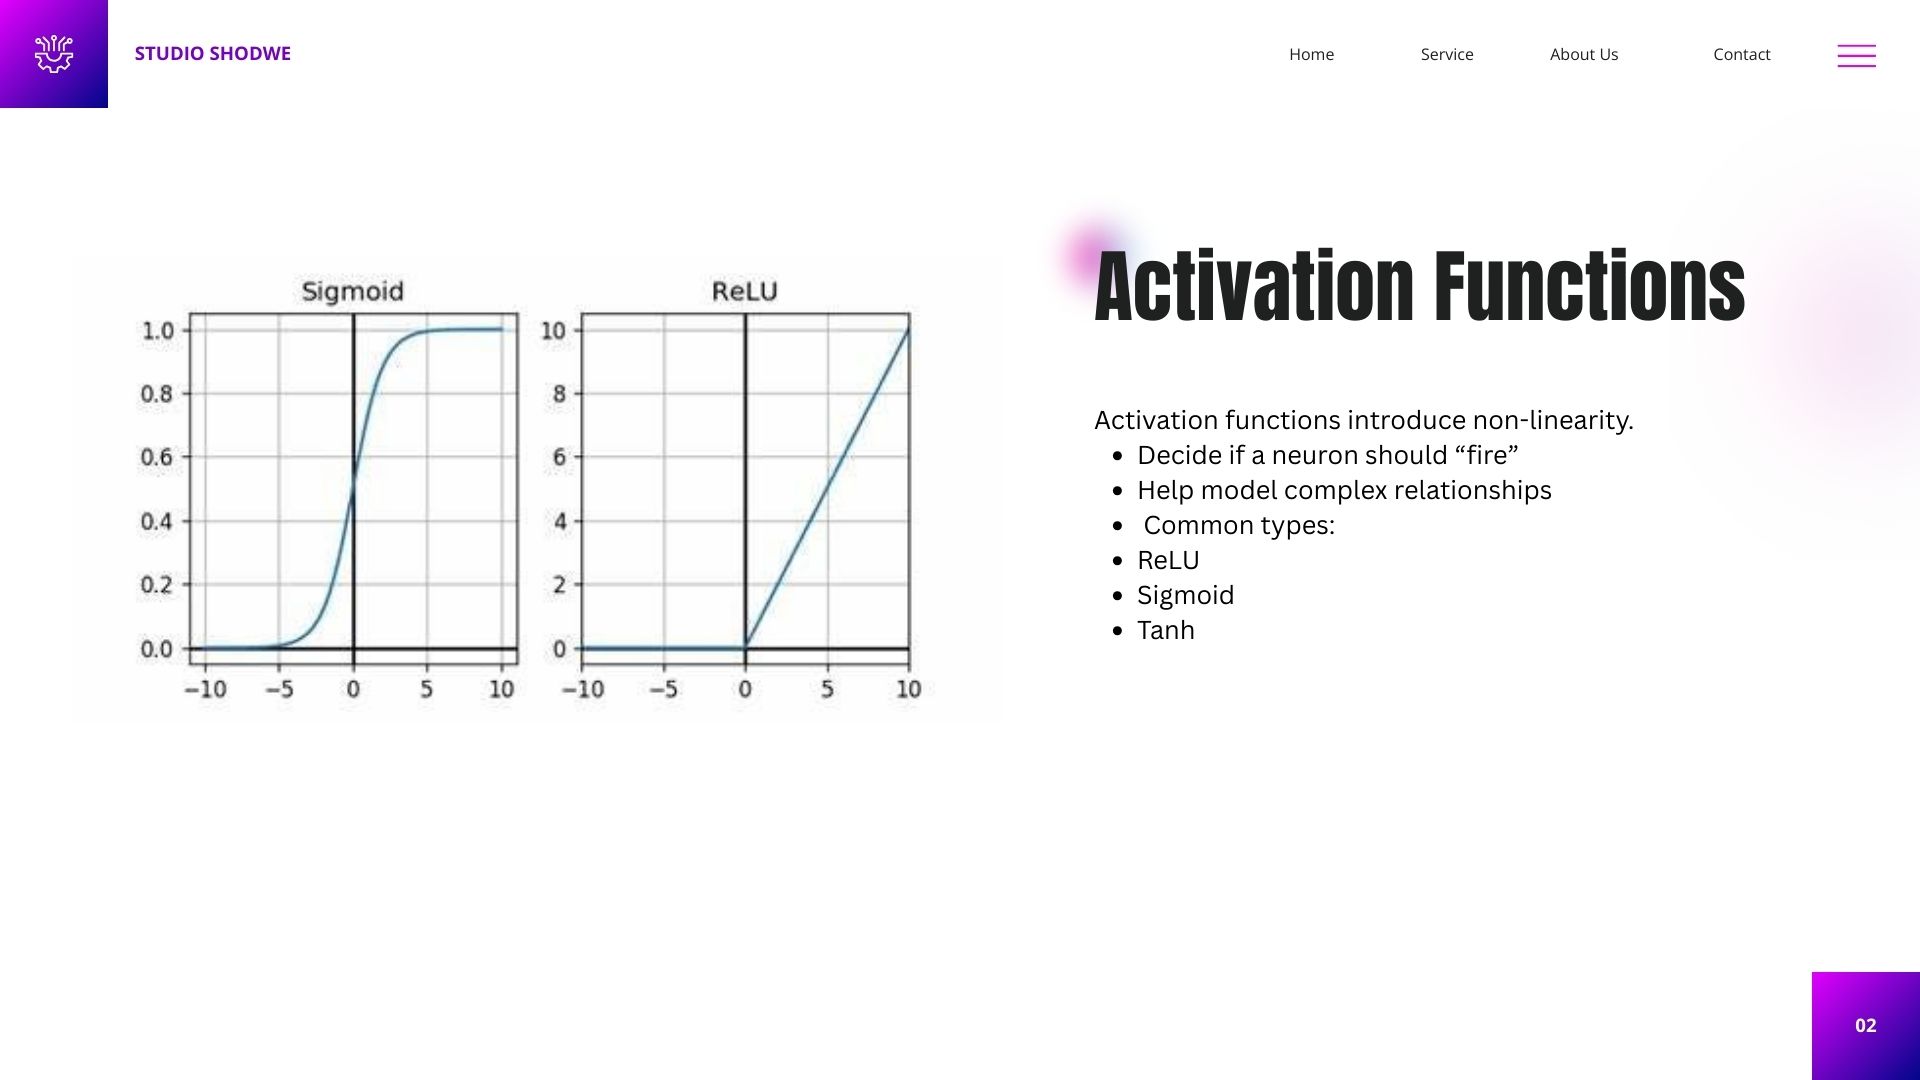 STUDIO SHODWE
Home
Service
About Us
Contact
Sigmoid
1.0
0.8
0.6
0.4
0.2
0.0
−10 −5 0 5 10
ReLU
10
8
6
4
2
0
−10 −5 0 5 10
Activation Functions
Activation functions introduce non-linearity.
• Decide if a neuron should “fire”
• Help model complex relationships
• Common types:
• ReLU
• Sigmoid
• Tanh
02